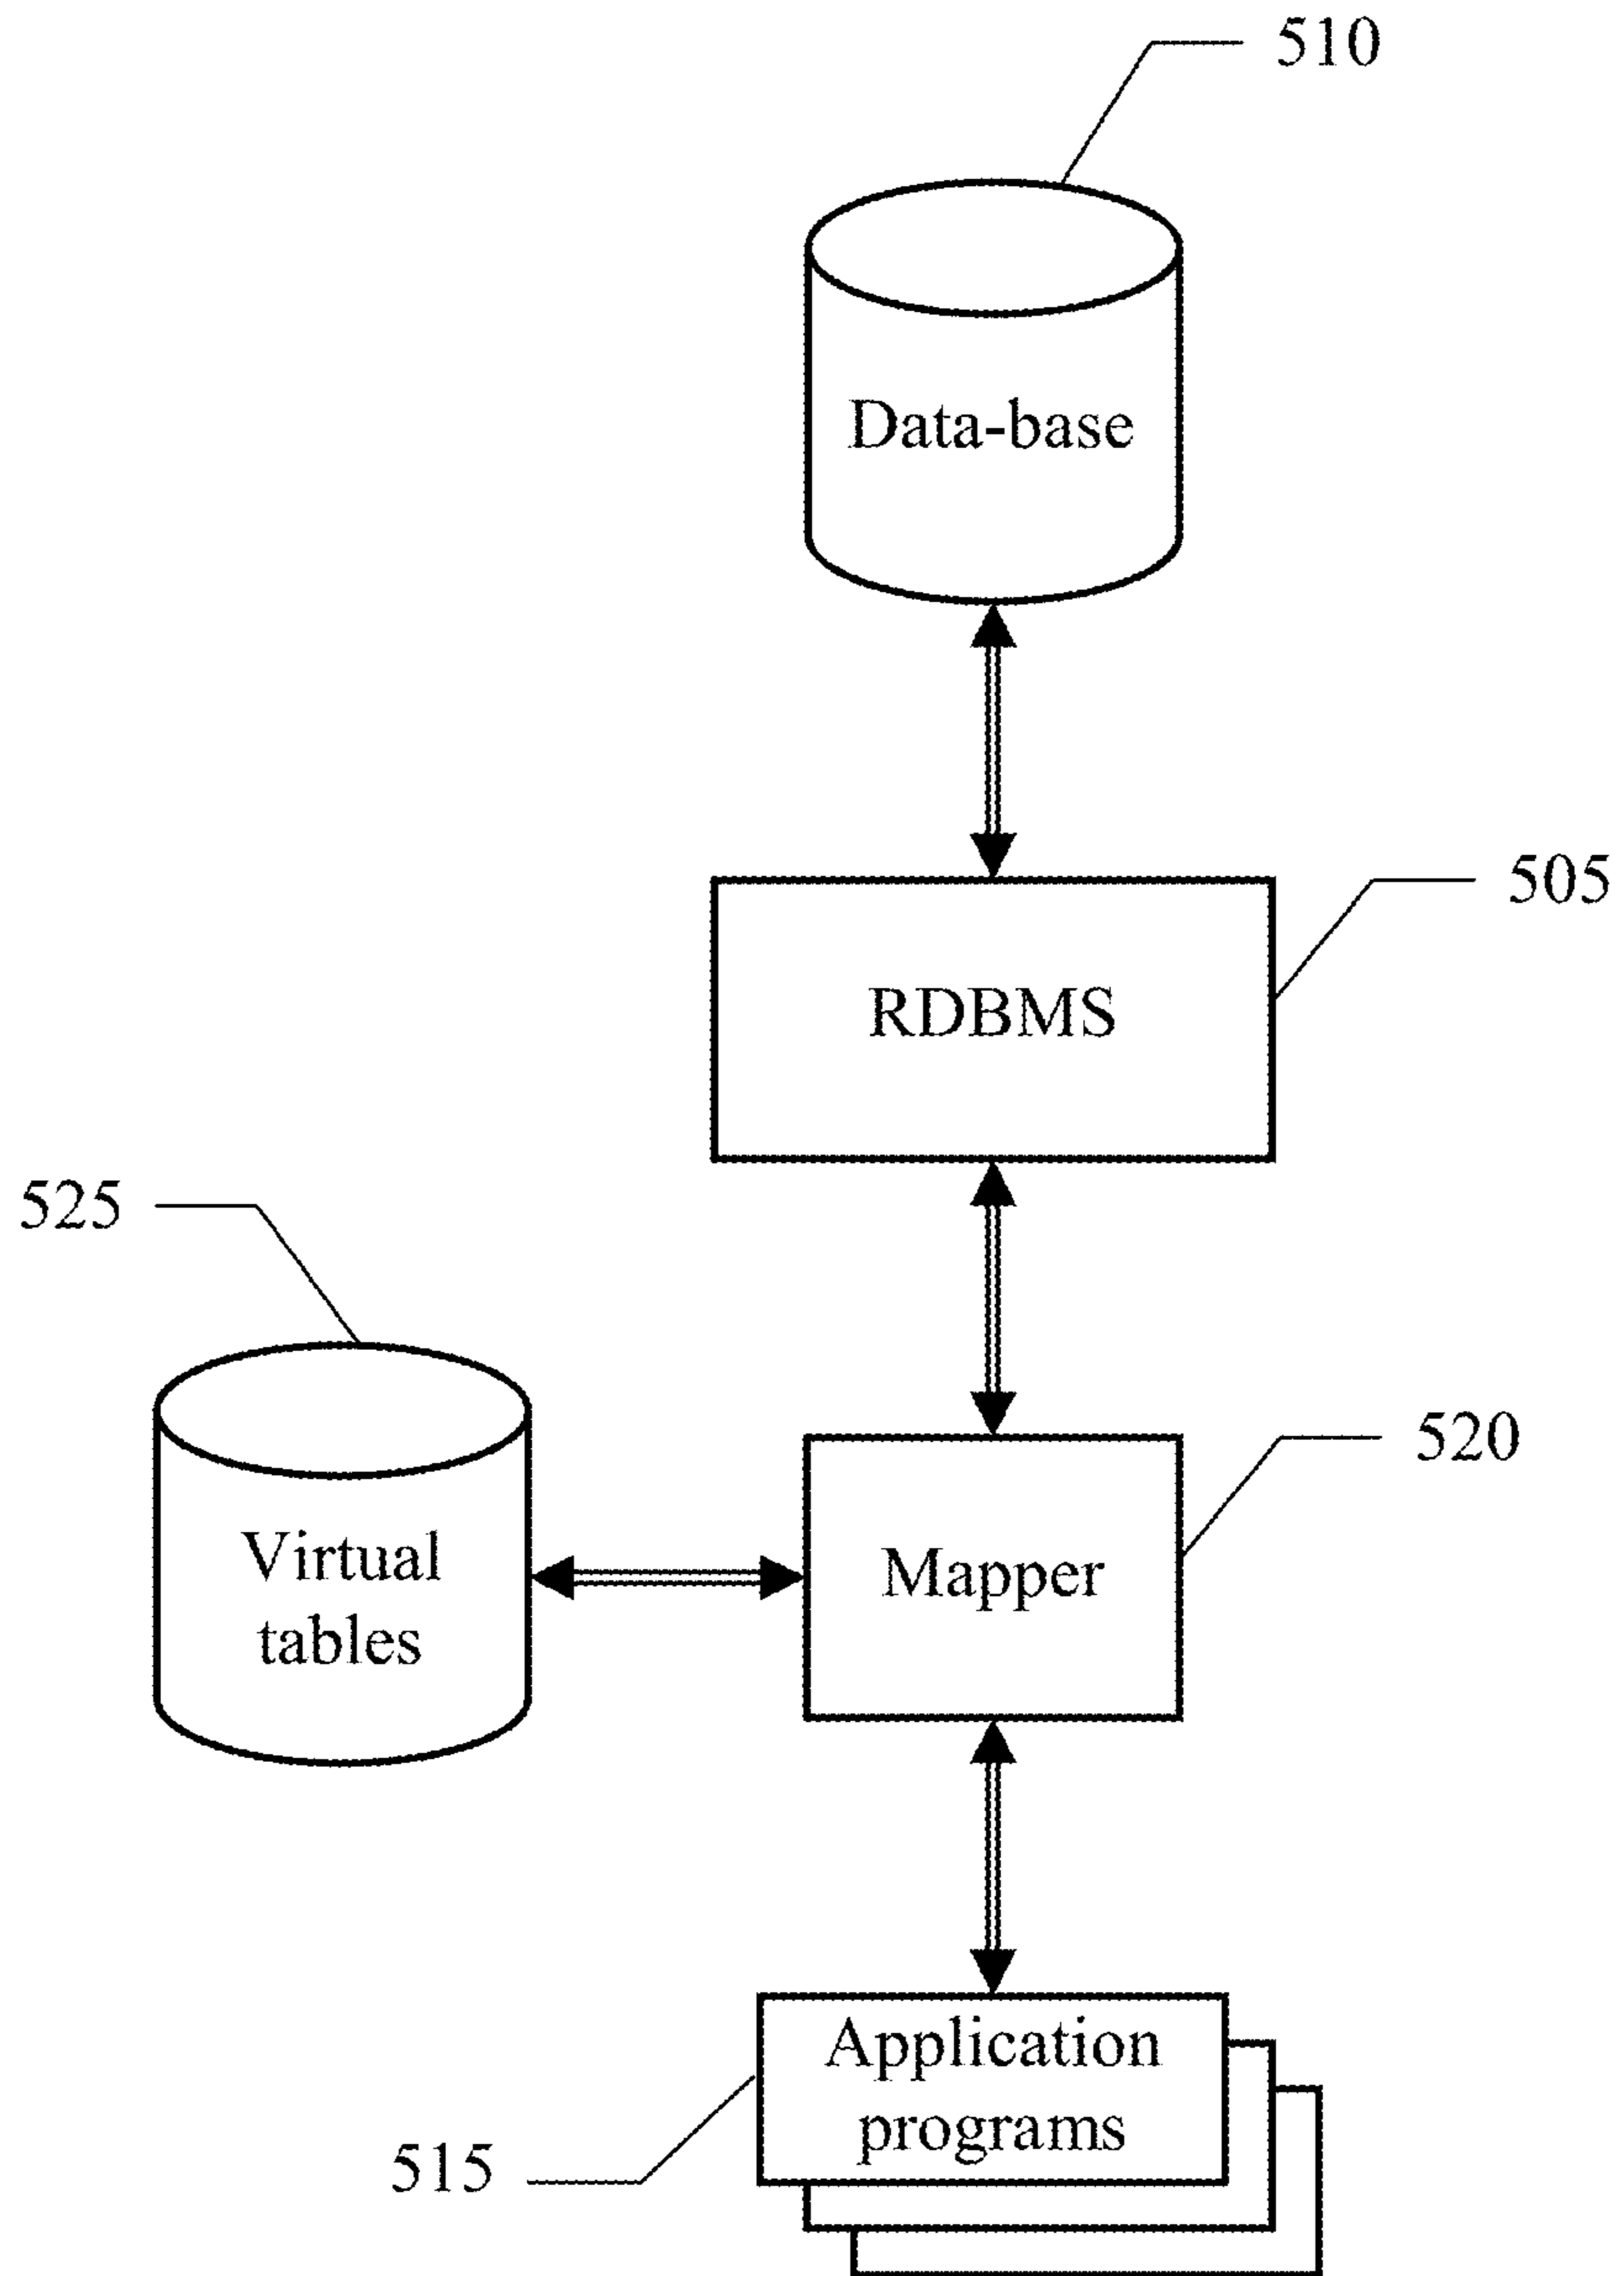 510
Data-base
505
RDBMS
525
520
Virtual
tables
Mapper
Application
programs
515